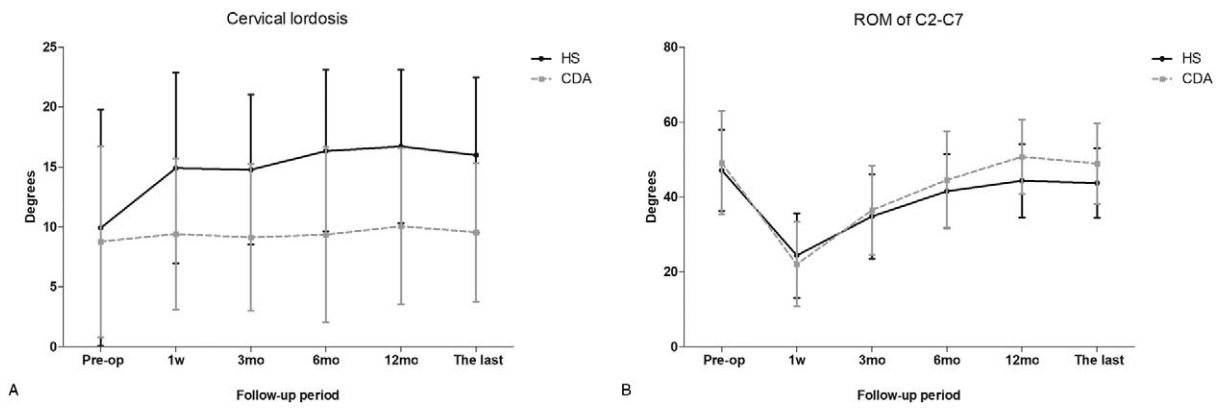 Cervical lordosis
25
20
15
10
5
0
Degrees
Pre-op 1w 3mo 6mo 12mo The last
Follow-up period
HS
CDA
A
ROM of C2-C7
80
60
40
20
0
Degrees
Pre-op 1w 3mo 6mo 12mo The last
Follow-up period
HS
CDA
B